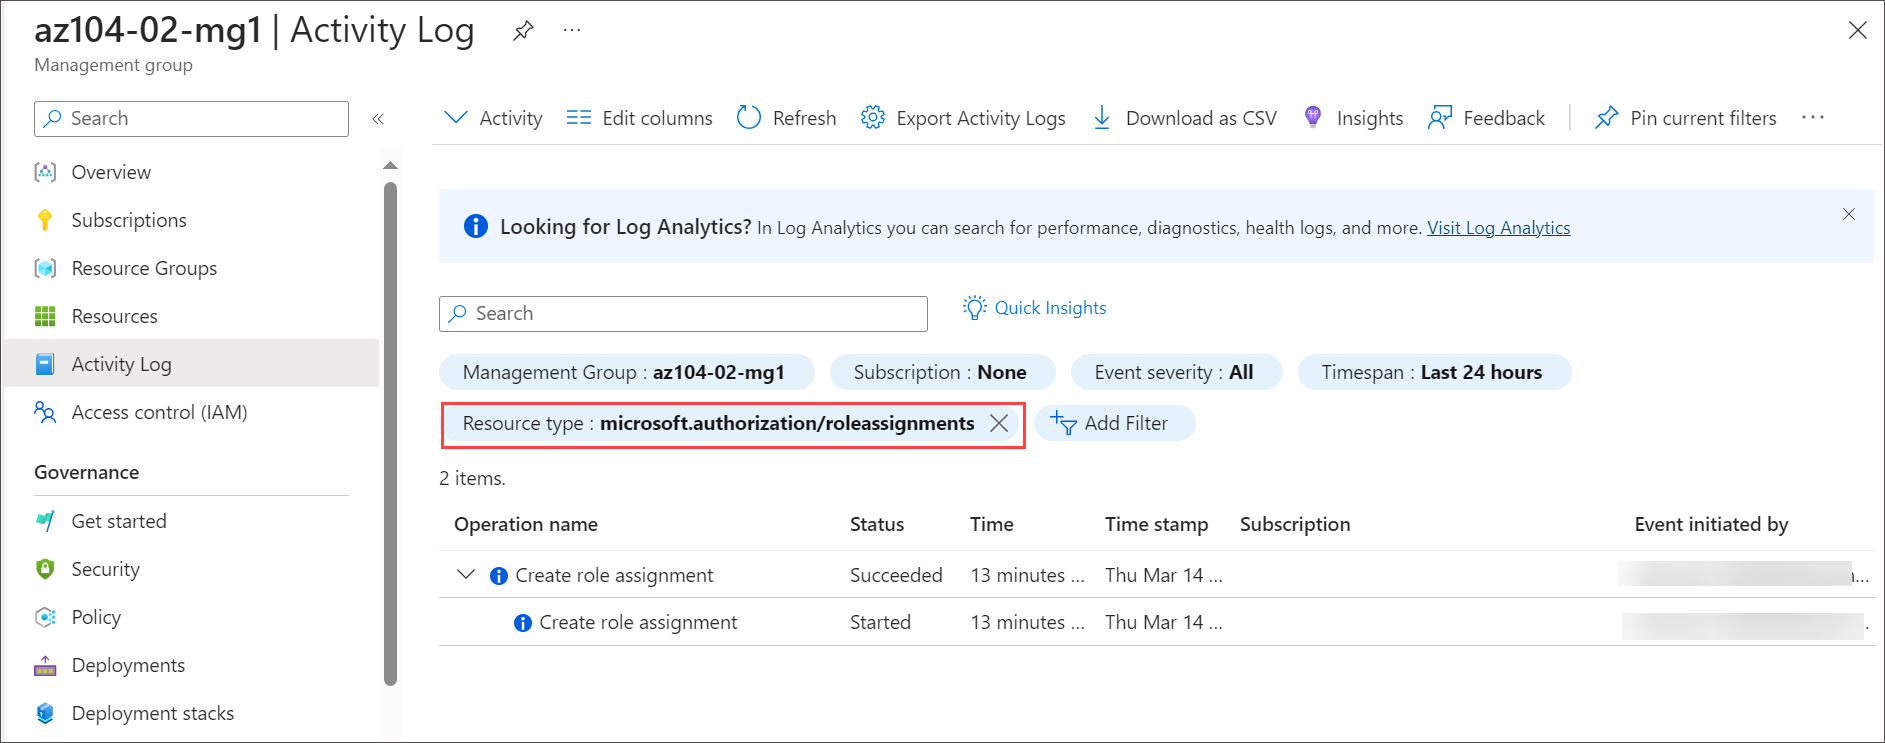 az104-02-mg1 | Activity Log ...
Management group
Search
Overview
Subscriptions
Resource Groups
Resources
Activity Log
Access control (IAM)
Governance
Get started
Security
Policy
Deployments
Deployment stacks
Activity Edit columns Refresh Export Activity Logs Download as CSV Insights Feedback Pin current filters ...
Looking for Log Analytics? In Log Analytics you can search for performance, diagnostics, health logs, and more. Visit Log Analytics
Search Quick Insights
Management Group : az104-02-mg1 Subscription : None Event severity : All Timespan : Last 24 hours
Resource type : microsoft.authorization/roleassignments Add Filter
2 items.
Operation name Status Time Time stamp Subscription Event initiated by
Create role assignment Succeeded 13 minutes ... Thu Mar 14 ...
Create role assignment Started 13 minutes ... Thu Mar 14 ...